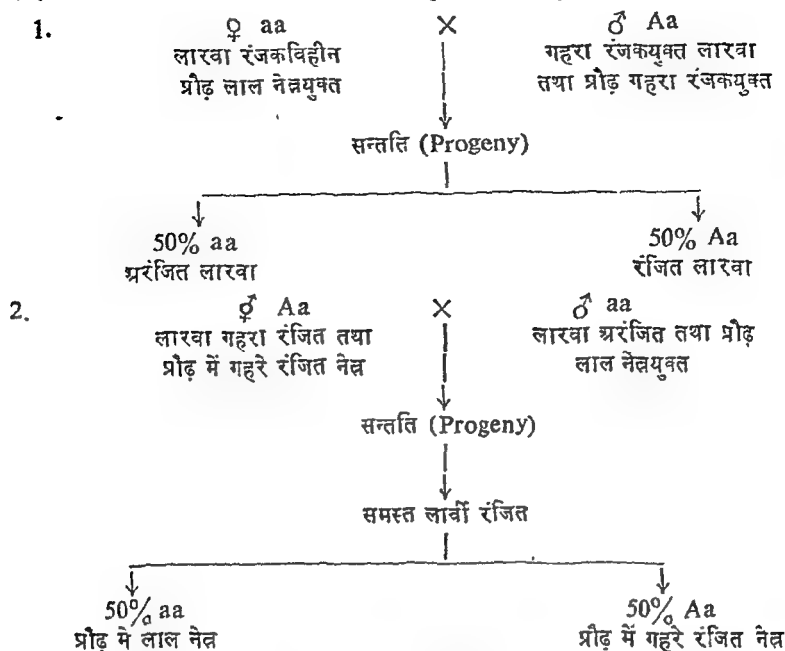 1. ♀ aa × ♂ Aa
लारवा रंजकविहीन गहरा रंजकयुक्त लारवा
प्रौढ़ लाल नेत्रयुक्त तथा प्रौढ़ गहरा रंजकयुक्त
सन्तति (Progeny)
50% aa 50% Aa
अरंजित लारवा रंजित लारवा
2. ⚥ Aa × ♂ aa
लारवा गहरा रंजित तथा लारवा अरंजित तथा प्रौढ़
प्रौढ़ में गहरे रंजित नेत्र लाल नेत्रयुक्त
सन्तति (Progeny)
समस्त लार्वी रंजित
50% aa 50% Aa
प्रौढ़ मे लाल नेत्र प्रौढ़ में गहरे रंजित नेत्र